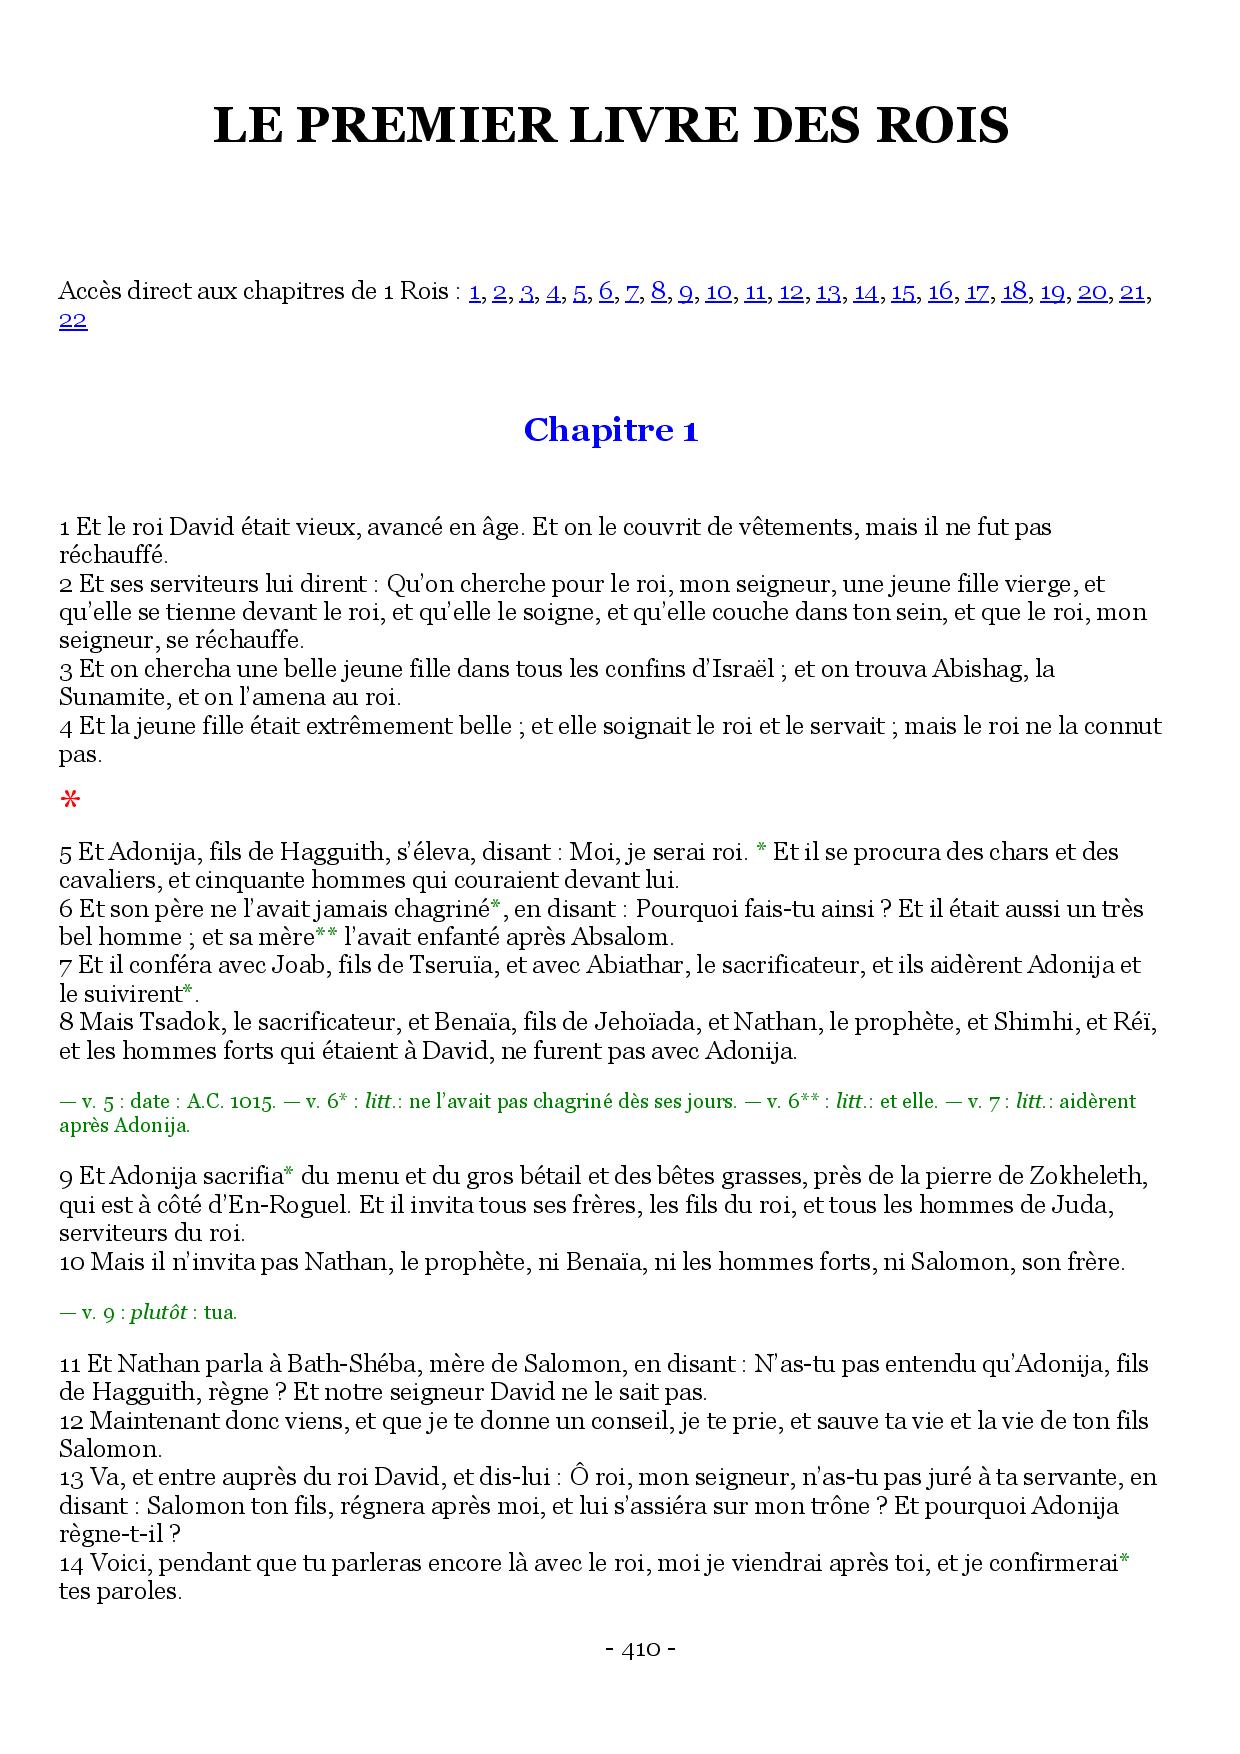 LE PREMIER LIVRE DES ROIS
Accès direct aux chapitres de 1 Rois : 1, 2, 3, 4, 5, 6, 7, 8, 9, 10, 11, 12, 13, 14, 15, 16, 17, 18, 19, 20, 21,
22
Chapitre 1
1 Et le roi David était vieux, avancé en âge. Et on le couvrit de vêtements, mais il ne fut pas
réchauffé.
2 Et ses serviteurs lui dirent : Qu’on cherche pour le roi, mon seigneur, une jeune fille vierge, et
qu’elle se tienne devant le roi, et qu’elle le soigne, et qu’elle couche dans ton sein, et que le roi, mon
seigneur, se réchauffe.
3 Et on chercha une belle jeune fille dans tous les confins d’Israël ; et on trouva Abishag, la
Sunamite, et on l’amena au roi.
4 Et la jeune fille était extrêmement belle ; et elle soignait le roi et le servait ; mais le roi ne la connut
pas.
*
5 Et Adonija, fils de Hagguith, s’éleva, disant : Moi, je serai roi. * Et il se procura des chars et des
cavaliers, et cinquante hommes qui couraient devant lui.
6 Et son père ne l’avait jamais chagriné*, en disant : Pourquoi fais-tu ainsi ? Et il était aussi un très
bel homme ; et sa mère** l’avait enfanté après Absalom.
7 Et il conféra avec Joab, fils de Tseruïa, et avec Abiathar, le sacrificateur, et ils aidèrent Adonija et
le suivirent*.
8 Mais Tsadok, le sacrificateur, et Benaïa, fils de Jehoïada, et Nathan, le prophète, et Shimhi, et Réï,
et les hommes forts qui étaient à David, ne furent pas avec Adonija.
— v. 5 : date : A.C. 1015. — v. 6* : litt.: ne l’avait pas chagriné dès ses jours. — v. 6** : litt.: et elle. — v. 7 : litt.: aidèrent
après Adonija.
9 Et Adonija sacrifia* du menu et du gros bétail et des bêtes grasses, près de la pierre de Zokheleth,
qui est à côté d’En-Roguel. Et il invita tous ses frères, les fils du roi, et tous les hommes de Juda,
serviteurs du roi.
10 Mais il n’invita pas Nathan, le prophète, ni Benaïa, ni les hommes forts, ni Salomon, son frère.
— v. 9 : plutôt : tua.
11 Et Nathan parla à Bath-Shéba, mère de Salomon, en disant : N’as-tu pas entendu qu’Adonija, fils
de Hagguith, règne ? Et notre seigneur David ne le sait pas.
12 Maintenant donc viens, et que je te donne un conseil, je te prie, et sauve ta vie et la vie de ton fils
Salomon.
13 Va, et entre auprès du roi David, et dis-lui : Ô roi, mon seigneur, n’as-tu pas juré à ta servante, en
disant : Salomon ton fils, régnera après moi, et lui s’assiéra sur mon trône ? Et pourquoi Adonija
règne-t-il ?
14 Voici, pendant que tu parleras encore là avec le roi, moi je viendrai après toi, et je confirmerai*
tes paroles.
- 410 -